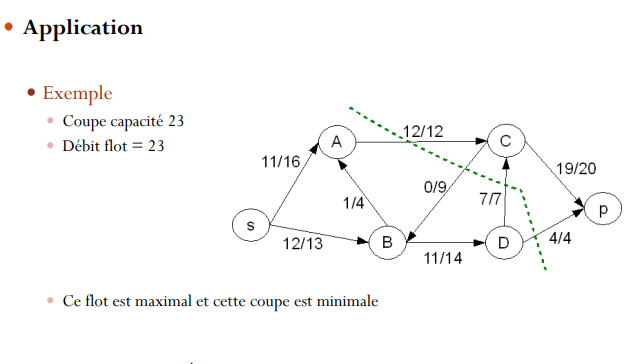 Application
Exemple
Coupe capacité 23
Débit flot = 23
12/12
A
C
11/16
19/20
0/9
1/4
7/7
s
p
12/13
B
D
4/4
11/14
Ce flot est maximal et cette coupe est minimale